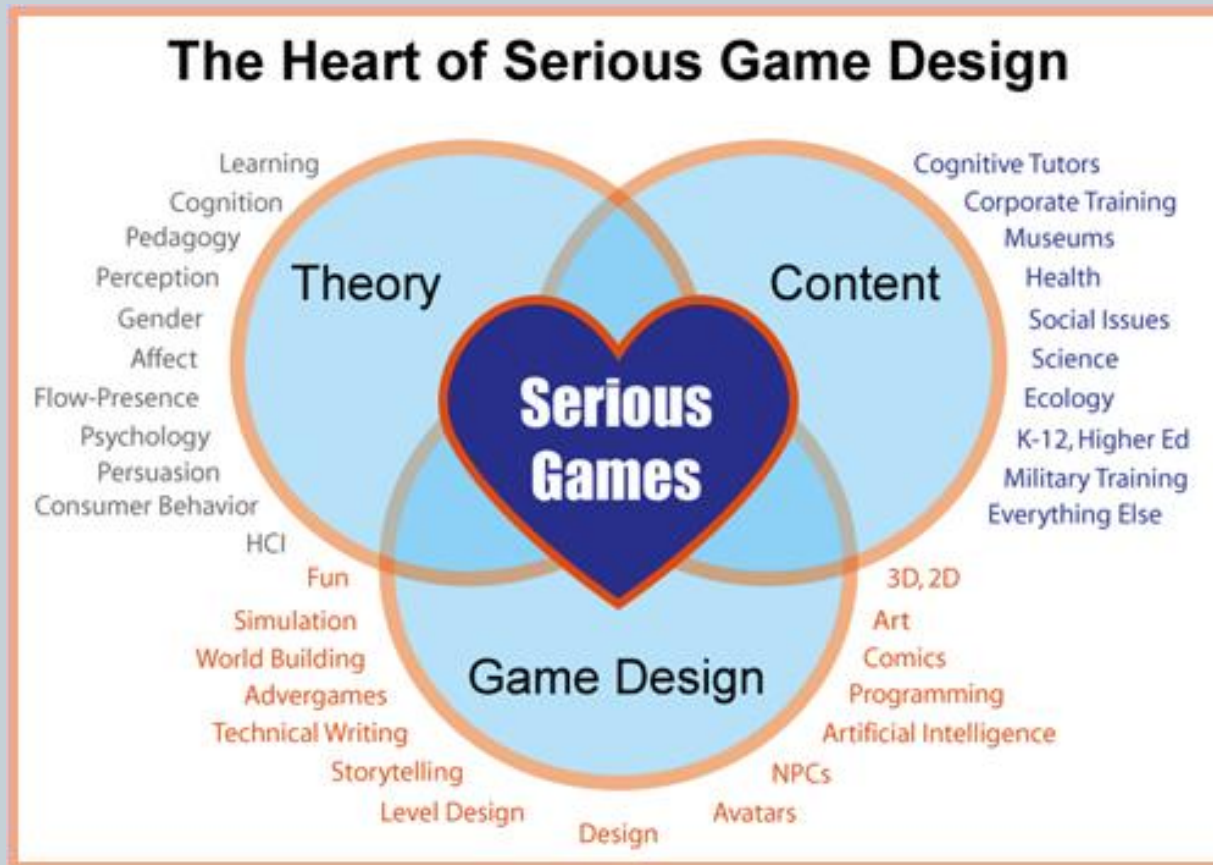 The Heart of Serious Game Design
Learning
Cognition
Pedagogy
Perception
Gender
Affect
Flow-Presence
Psychology
Persuasion
Consumer Behavior
HCI
Theory
Content
Cognitive Tutors
Corporate Training
Museums
Health
Social Issues
Science
Ecology
K-12, Higher Ed
Military Training
Everything Else
Serious
Games
Game Design
Fun
Simulation
World Building
Advergames
Technical Writing
Storytelling
Level Design
Design
3D, 2D
Art
Comics
Programming
Artificial Intelligence
NPCs
Avatars